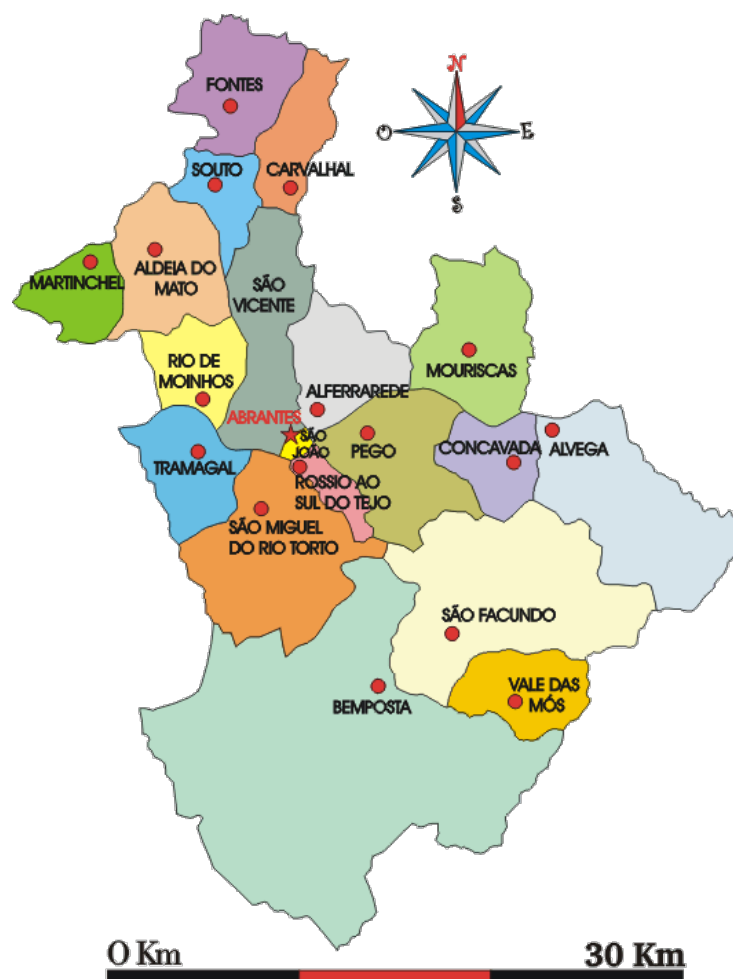 N
O
E
S
FONTES
SOUTO
CARVALHAL
MARTINCHEL
ALDEIA DO
MATO
SÃO
VICENTE
RIO DE
MOINHOS
MOURISCAS
ALFERRAREDE
ABRANTES
SÃO
JOÃO
PEGO
CONCAVADA
ALVEGA
TRAMAGAL
ROSSIO AO
SUL DO TEJO
SÃO MIGUEL
DO RIO TORTO
SÃO FACUNDO
VALE DAS
MÓS
BEMPOSTA
0 Km
30 Km